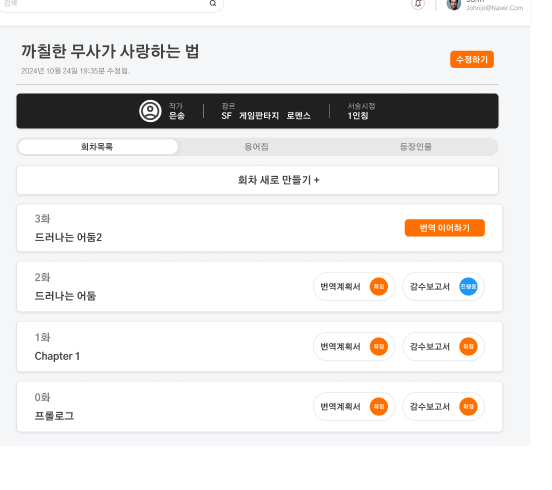 검색
John
Johnjo@Naver.Com
까칠한 무사가 사랑하는 법
수정하기
2024년 10월 24일 19:35분 수정됨.
작가
은송
장르
SF 게임판타지 로멘스
서술시점
1인칭
회차목록
용어집
등장인물
회차 새로 만들기 +
3화
드러나는 어둠2
번역 이어하기
2화
드러나는 어둠
번역계획서 확정
감수보고서 진행중
1화
Chapter 1
번역계획서 확정
감수보고서 확정
0화
프롤로그
번역계획서 확정
감수보고서 확정